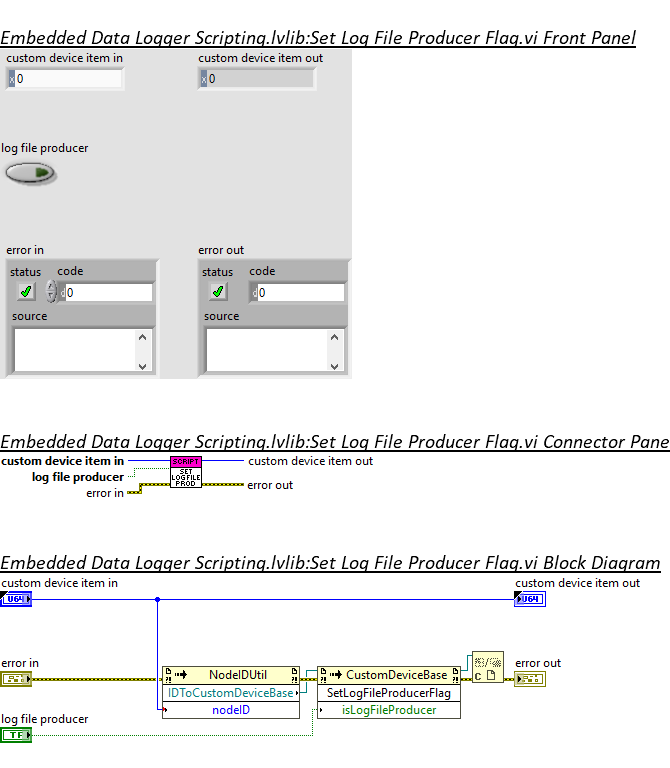 Embedded Data Logger Scripting.lvlib:Set Log File Producer Flag.vi Front Panel
custom device item in
custom device item out
x 0
x 0
log file producer
error in
error out
status code
status code
d 0
d 0
source
source
Embedded Data Logger Scripting.lvlib:Set Log File Producer Flag.vi Connector Pane
custom device item in
custom device item out
log file producer
error in
error out
SCRIPT
SET
LOGFILE
PROD
Embedded Data Logger Scripting.lvlib:Set Log File Producer Flag.vi Block Diagram
custom device item in
custom device item out
U64
U64
error in
error out
NodeIDUtil
CustomDeviceBase
IDToCustomDeviceBase
SetLogFileProducerFlag
nodeID
isLogFileProducer
C
log file producer
TF